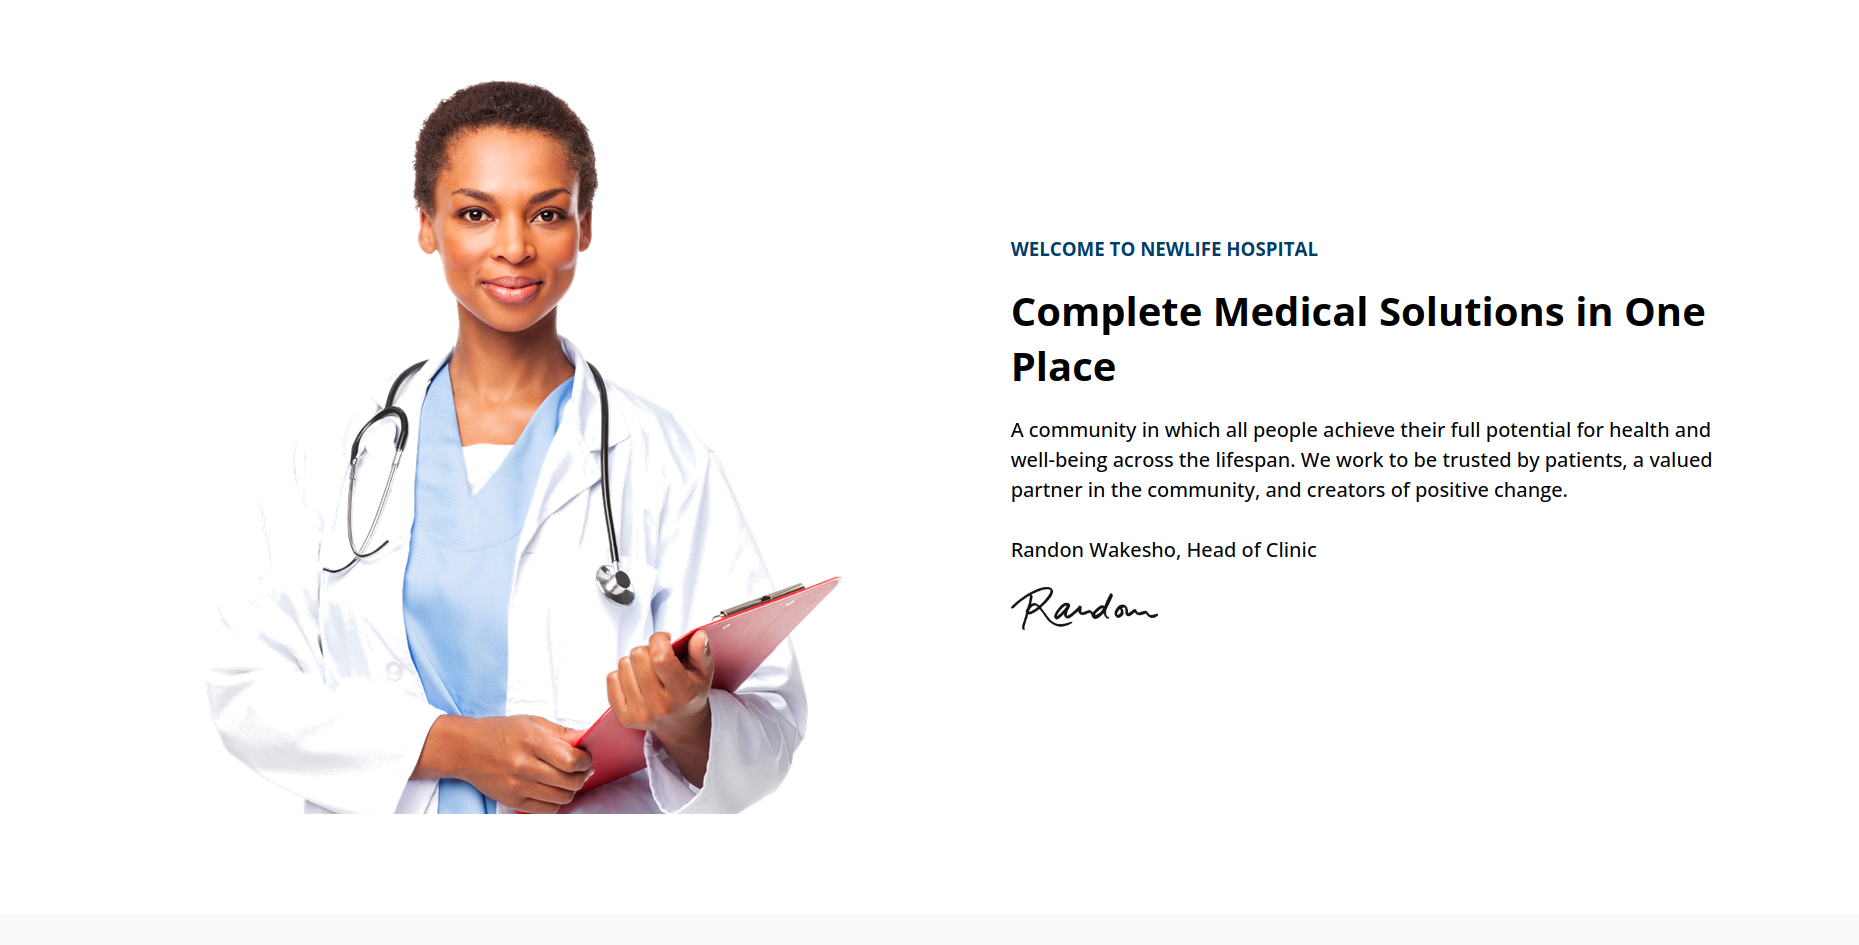 WELCOME TO NEWLIFE HOSPITAL
Complete Medical Solutions in One
Place
A community in which all people achieve their full potential for health and
well-being across the lifespan. We work to be trusted by patients, a valued
partner in the community, and creators of positive change.
Randon Wakesho, Head of Clinic
Random